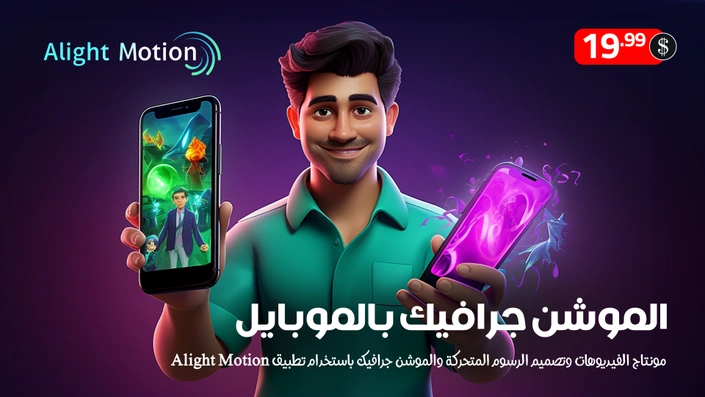 Alight Motion
19.99 $
الموشن جرافيك بالموبايل
مونتاج الفيديوهات وتصميم الرسوم المتحركة والموشن جرافيك باستخدام تطبيق Alight Motion